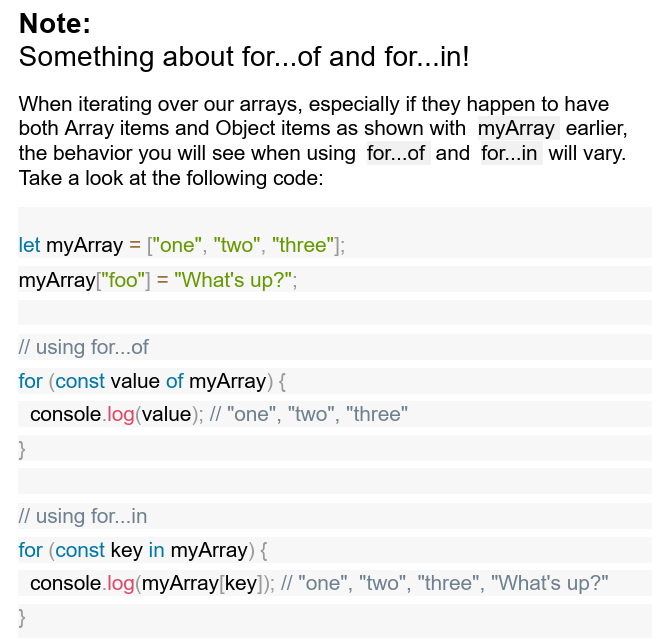 Note:
Something about for...of and for...in!
When iterating over our arrays, especially if they happen to have
both Array items and Object items as shown with myArray earlier,
the behavior you will see when using for...of and for...in will vary.
Take a look at the following code:
let myArray = ["one", "two", "three"];
myArray["foo"] = "What's up?";
// using for...of
for (const value of myArray) {
  console.log(value); // "one", "two", "three"
}
// using for...in
for (const key in myArray) {
  console.log(myArray[key]); // "one", "two", "three", "What's up?"
}